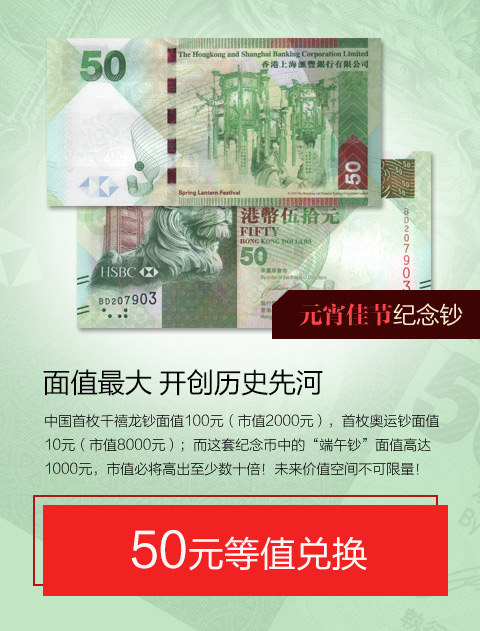 50
The Hongkong and Shanghai Banking Corporation Limited
香港上海滙豐銀行有限公司
50
Spring Lantern Festival
港幣伍拾元
FIFTY
HONG KONG DOLLARS
50
HSBC
BD207903
BD207903
元宵佳节纪念钞
面值最大 开创历史先河
中国首枚千禧龙钞面值100元（市值2000元），首枚奥运钞面值
10元（市值8000元）；而这套纪念币中的“端午钞”面值高达
1000元，市值必将高出至少数十倍！未来价值空间不可限量！
50元等值兑换